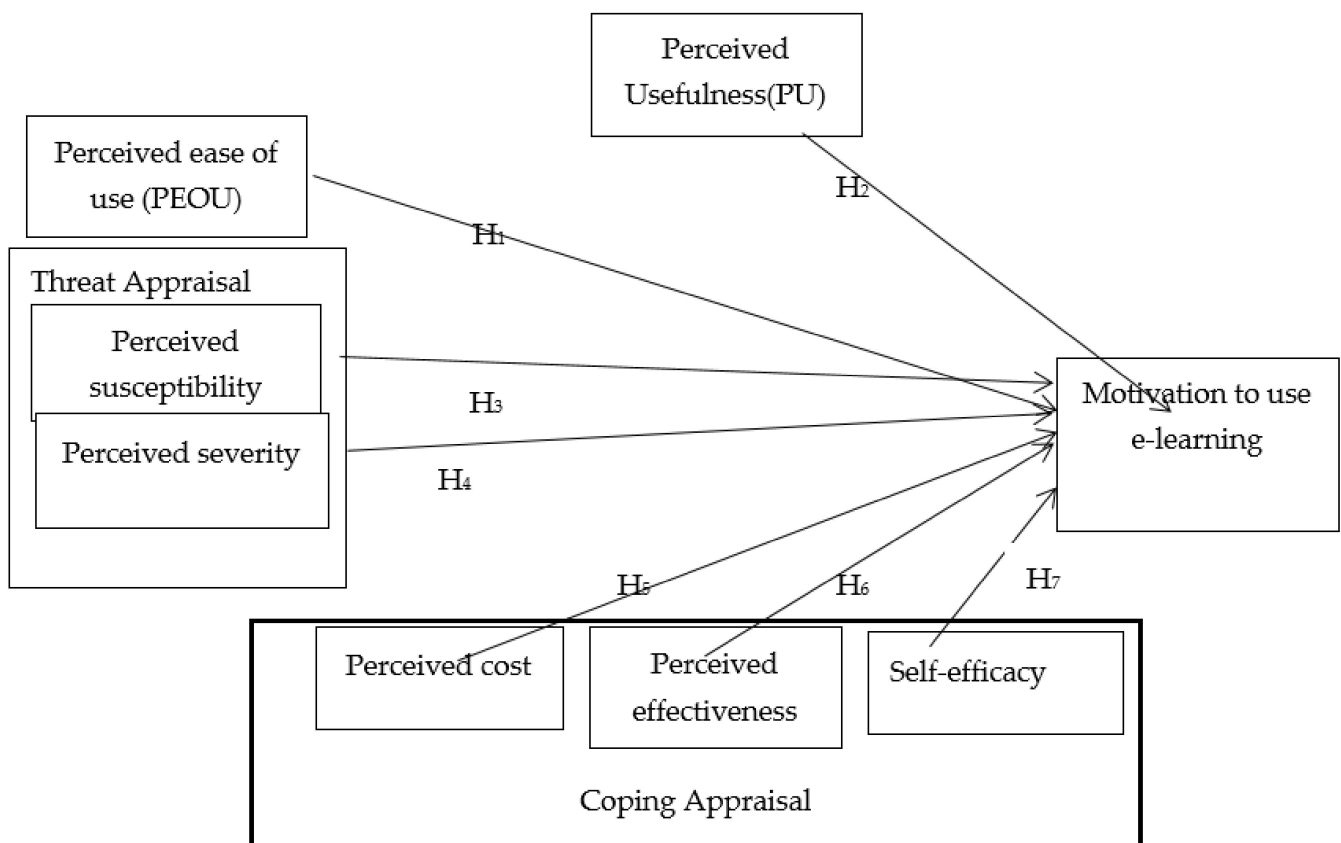 Perceived
Usefulness(PU)
Perceived ease of
use (PEOU)
H2
H1
Threat Appraisal
Perceived
susceptibility
H3
Perceived severity
H4
Motivation to use
e-learning
H5
H6
H7
Perceived cost
Perceived
effectiveness
Self-efficacy
Coping Appraisal